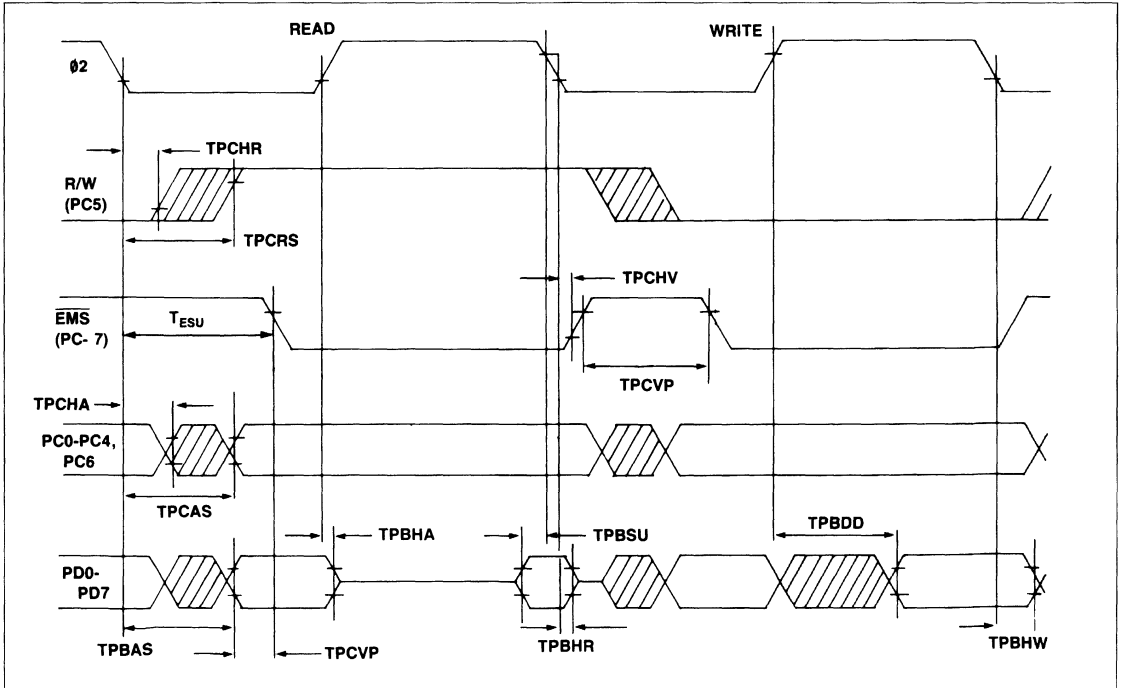 READ
WRITE
Ø2
TPCHR
R/W
(PC5)
TPCRS
TPCHV
EMS
(PC- 7)
TESU
TPCVP
TPCHA
PC0-PC4,
PC6
TPCAS
TPBHA
TPBSU
TPBDD
PD0-
PD7
TPBAS
TPCVP
TPBHR
TPBHW